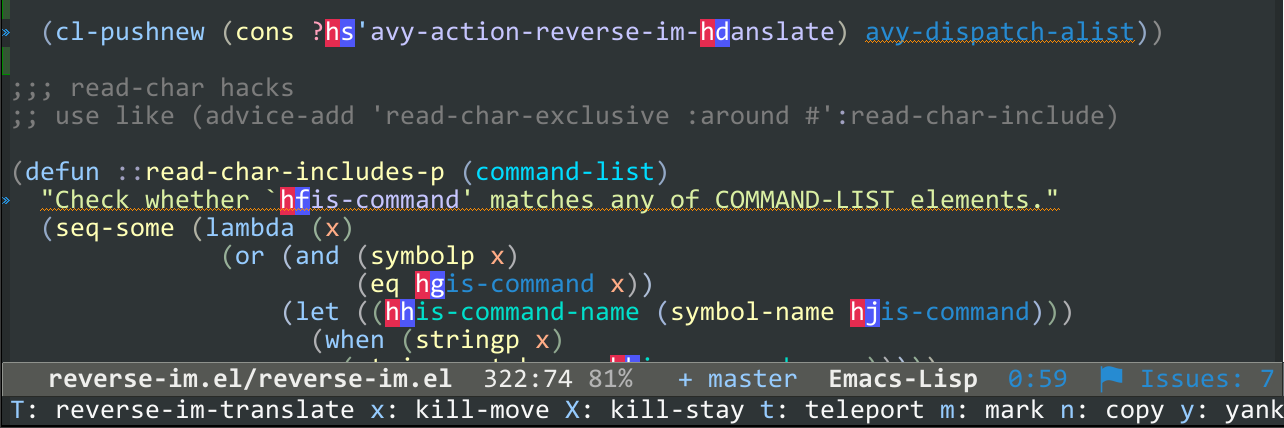 (cl-pushnew (cons ?hs'avy-action-reverse-im-hdanslate) avy-dispatch-alist))
;;; read-char hacks
;; use like (advice-add 'read-char-exclusive :around #':read-char-include)
(defun ::read-char-includes-p (command-list)
"Check whether `hfis-command' matches any of COMMAND-LIST elements."
(seq-some (lambda (x)
(or (and (symbolp x)
(eq hgis-command x))
(let ((hhis-command-name (symbol-name hjis-command)))
(when (stringp x)
reverse-im.el/reverse-im.el 322:74 81% + master Emacs-Lisp 0:59 Issues: 7
T: reverse-im-translate x: kill-move X: kill-stay t: teleport m: mark n: copy y: yank